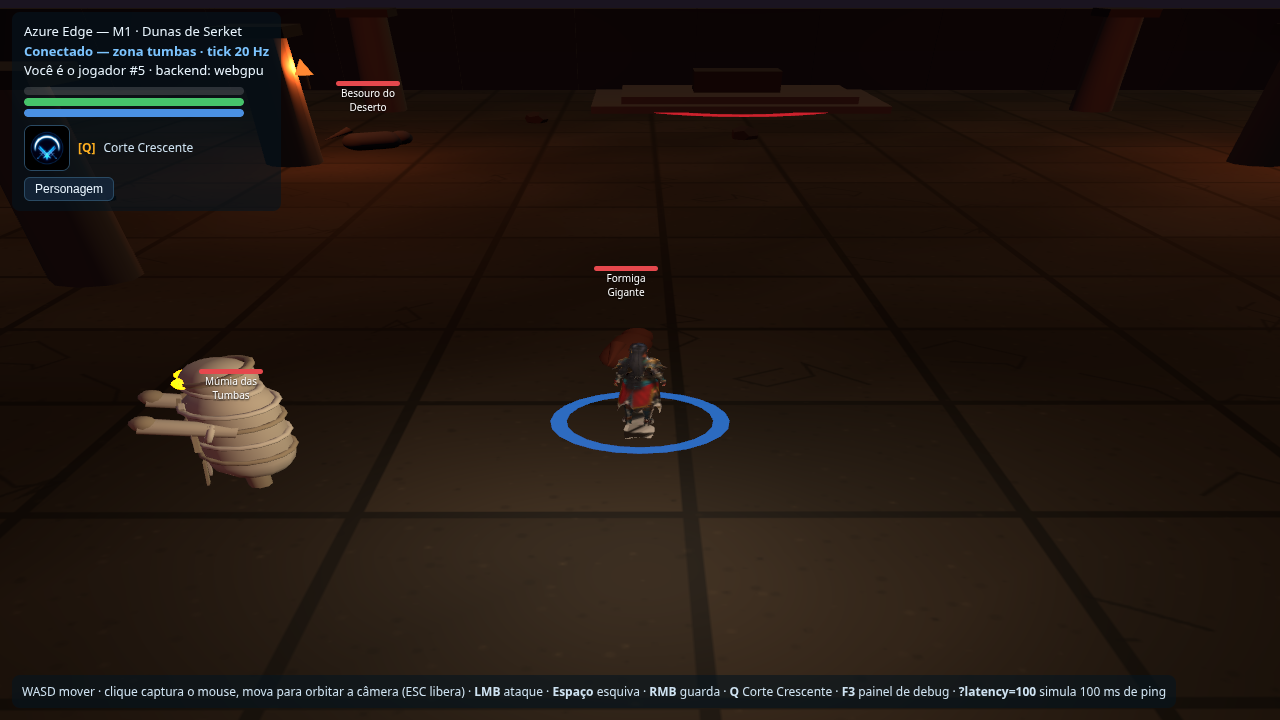 Azure Edge — M1 · Dunas de Serket
Conectado — zona tumbas · tick 20 Hz
Você é o jogador #5 · backend: webgpu
[Q] Corte Crescente
Personagem
Besouro do
Deserto
Formiga
Gigante
Múmia das
Tumbas
WASD mover · clique captura o mouse, mova para orbitar a câmera (ESC libera) · LMB ataque · Espaço esquiva · RMB guarda · Q Corte Crescente · F3 painel de debug · ?latency=100 simula 100 ms de ping